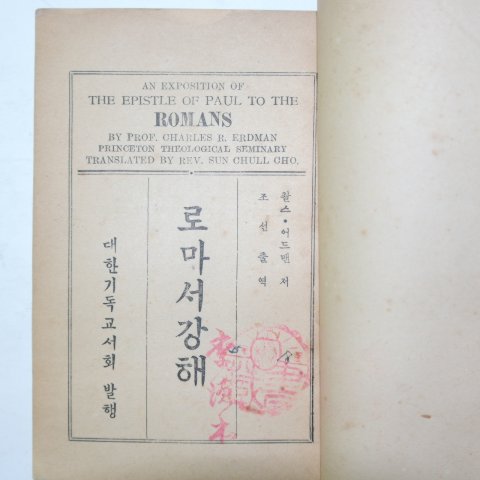 AN EXPOSITION OF
THE EPISTLE OF PAUL TO THE
ROMANS
BY PROF. CHARLES R. ERDMAN
PRINCETON THEOLOGICAL SEMINARY
TRANSLATED BY REV. SUN CHULL CHO.
촬스・어드맨 저
조선출 역
로마서강해
대한기독교서회 발행